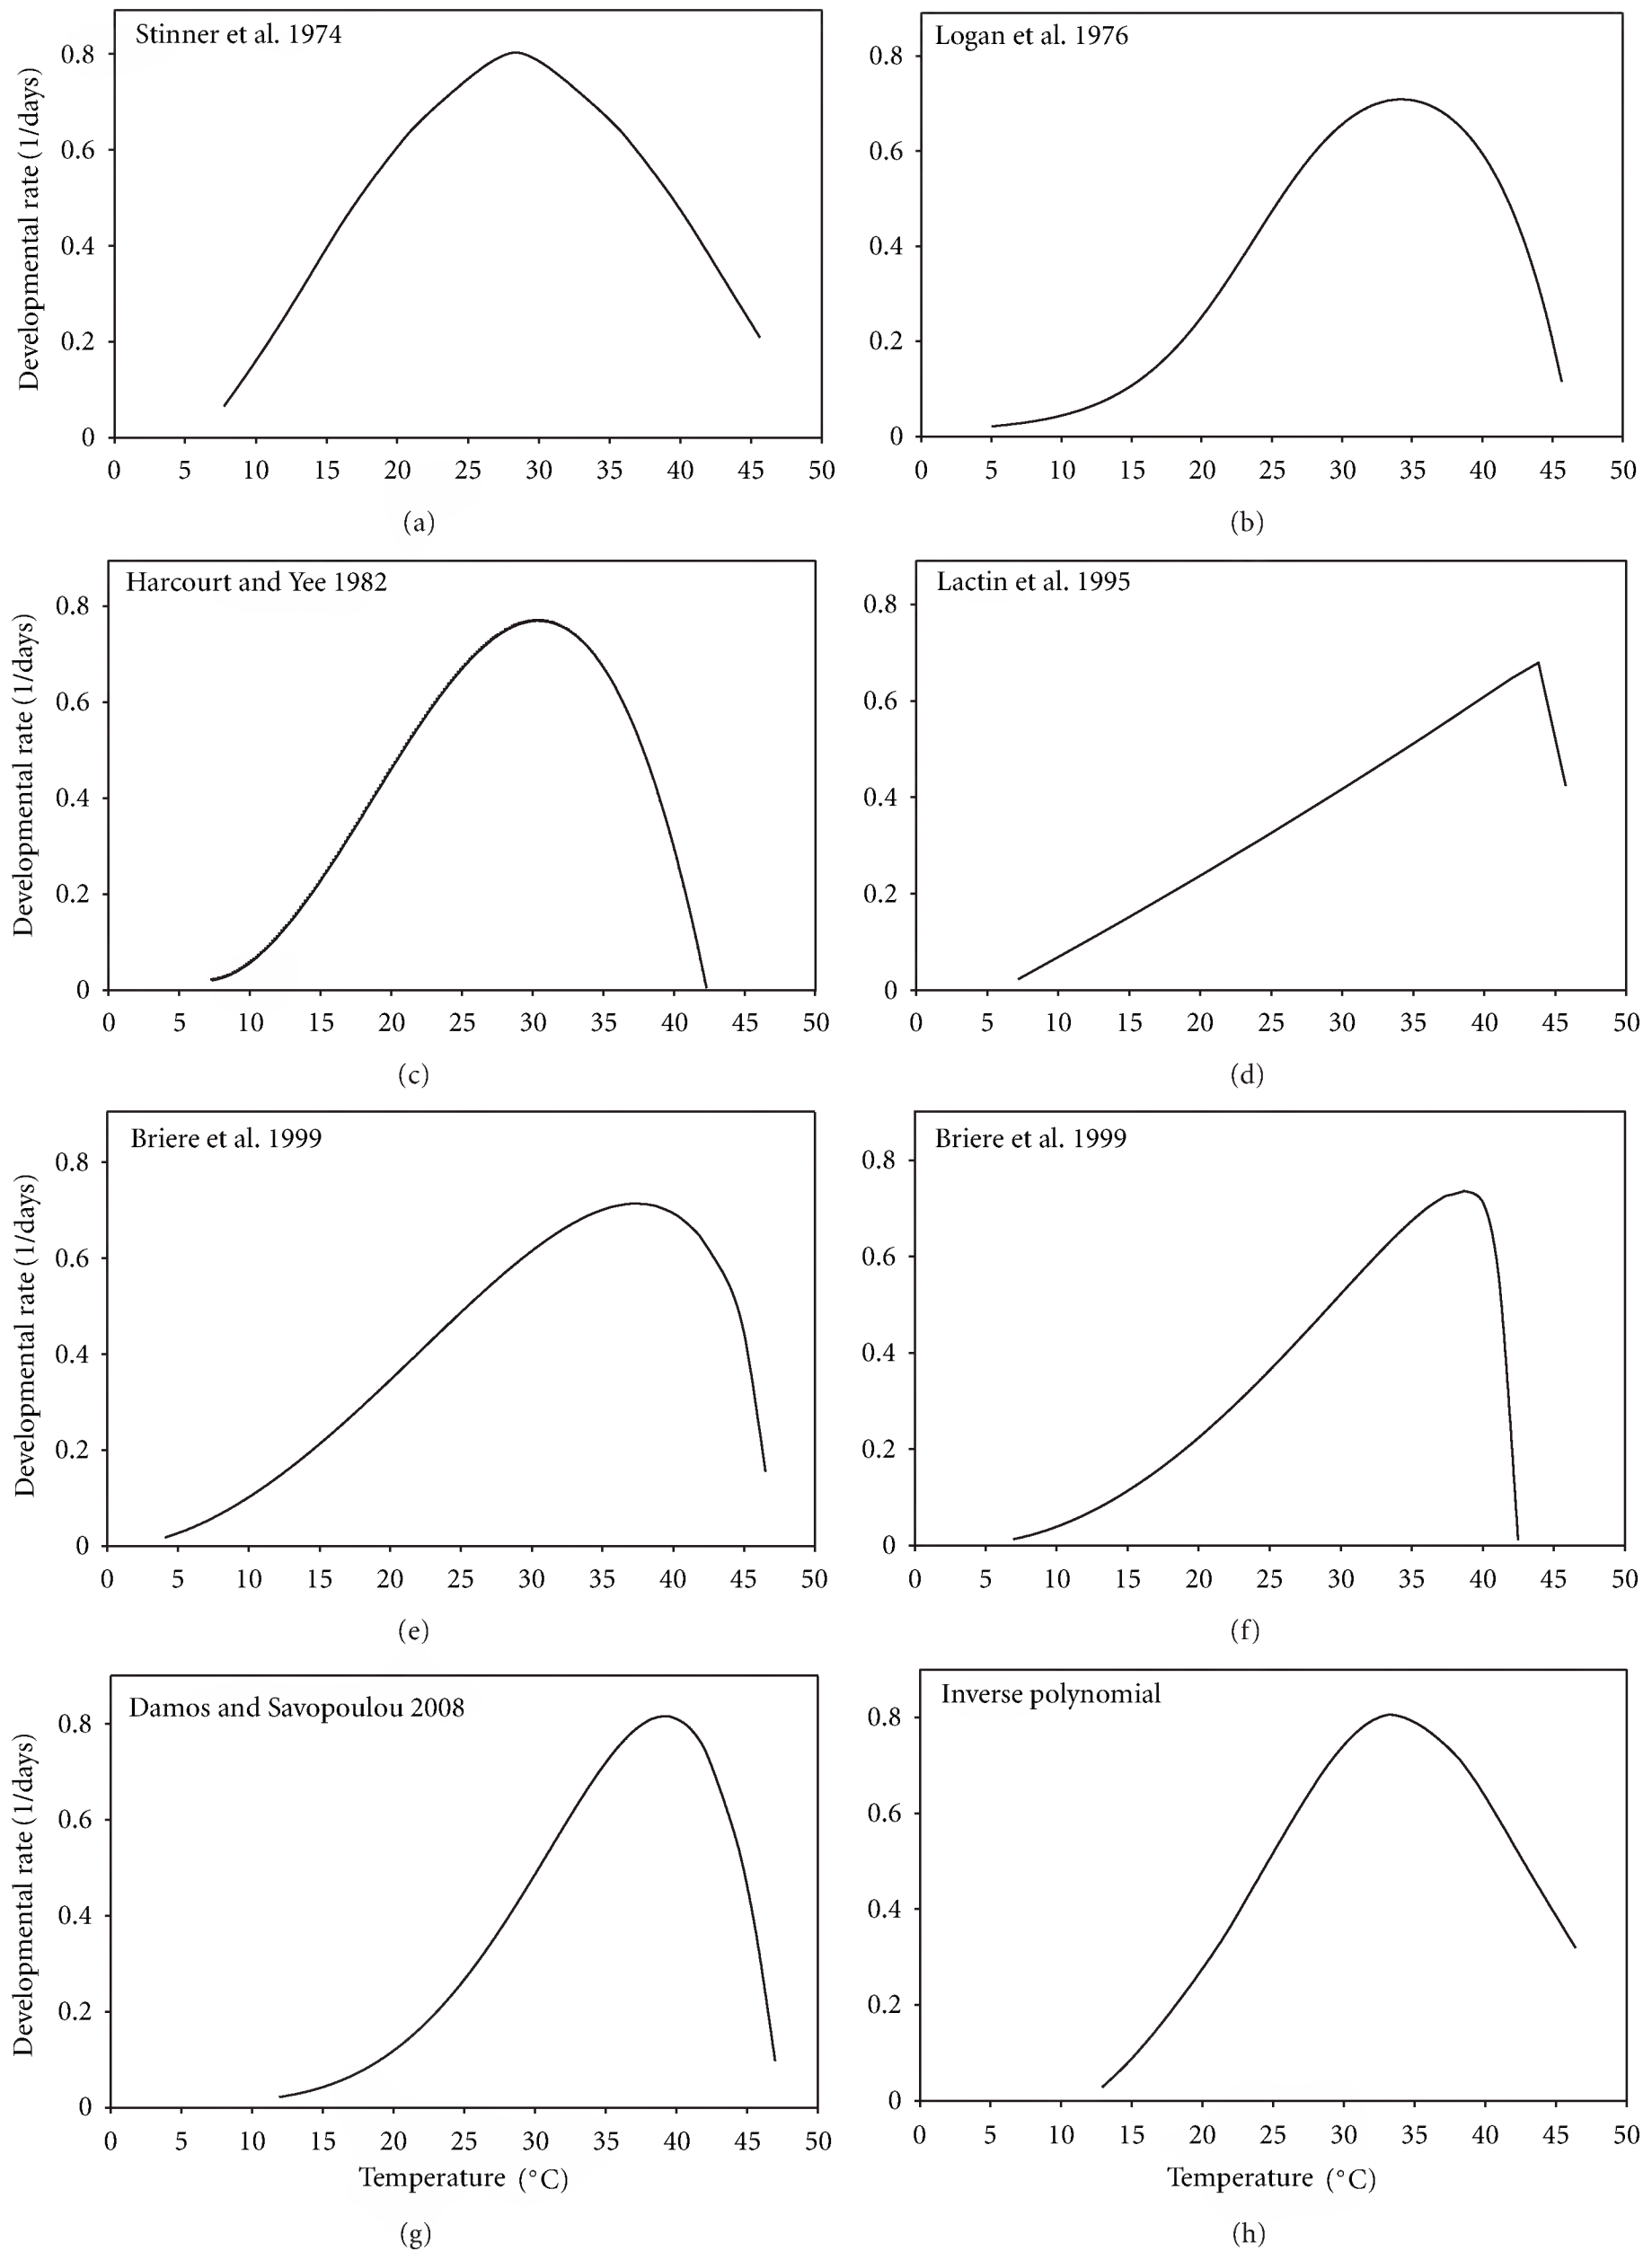 Stinner et al. 1974
Developmental rate (1/days)
0.8
0.6
0.4
0.2
0
0 5 10 15 20 25 30 35 40 45 50
(a)
Logan et al. 1976
0.8
0.6
0.4
0.2
0
0 5 10 15 20 25 30 35 40 45 50
(b)
Harcourt and Yee 1982
Developmental rate (1/days)
0.8
0.6
0.4
0.2
0
0 5 10 15 20 25 30 35 40 45 50
(c)
Lactin et al. 1995
0.8
0.6
0.4
0.2
0
0 5 10 15 20 25 30 35 40 45 50
(d)
Briere et al. 1999
Developmental rate (1/days)
0.8
0.6
0.4
0.2
0
0 5 10 15 20 25 30 35 40 45 50
(e)
Briere et al. 1999
0.8
0.6
0.4
0.2
0
0 5 10 15 20 25 30 35 40 45 50
(f)
Damos and Savopoulou 2008
Developmental rate (1/days)
0.8
0.6
0.4
0.2
0
0 5 10 15 20 25 30 35 40 45 50
Temperature (°C)
(g)
Inverse polynomial
0.8
0.6
0.4
0.2
0
0 5 10 15 20 25 30 35 40 45 50
Temperature (°C)
(h)